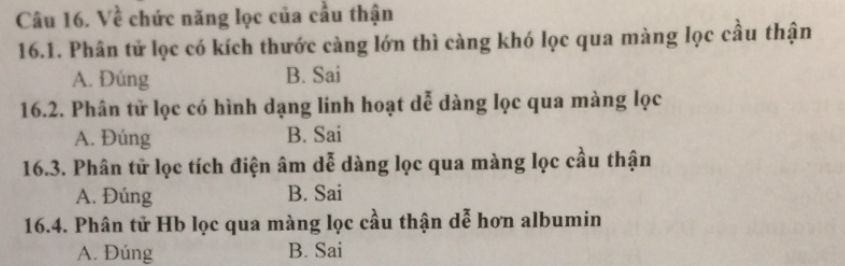 Câu 16. Về chức năng lọc của cầu thận
16.1. Phân tử lọc có kích thước càng lớn thì càng khó lọc qua màng lọc cầu thận
A. Đúng B. Sai
16.2. Phân tử lọc có hình dạng linh hoạt dễ dàng lọc qua màng lọc
A. Đúng B. Sai
16.3. Phân tử lọc tích điện âm dễ dàng lọc qua màng lọc cầu thận
A. Đúng B. Sai
16.4. Phân tử Hb lọc qua màng lọc cầu thận dễ hơn albumin
A. Đúng B. Sai